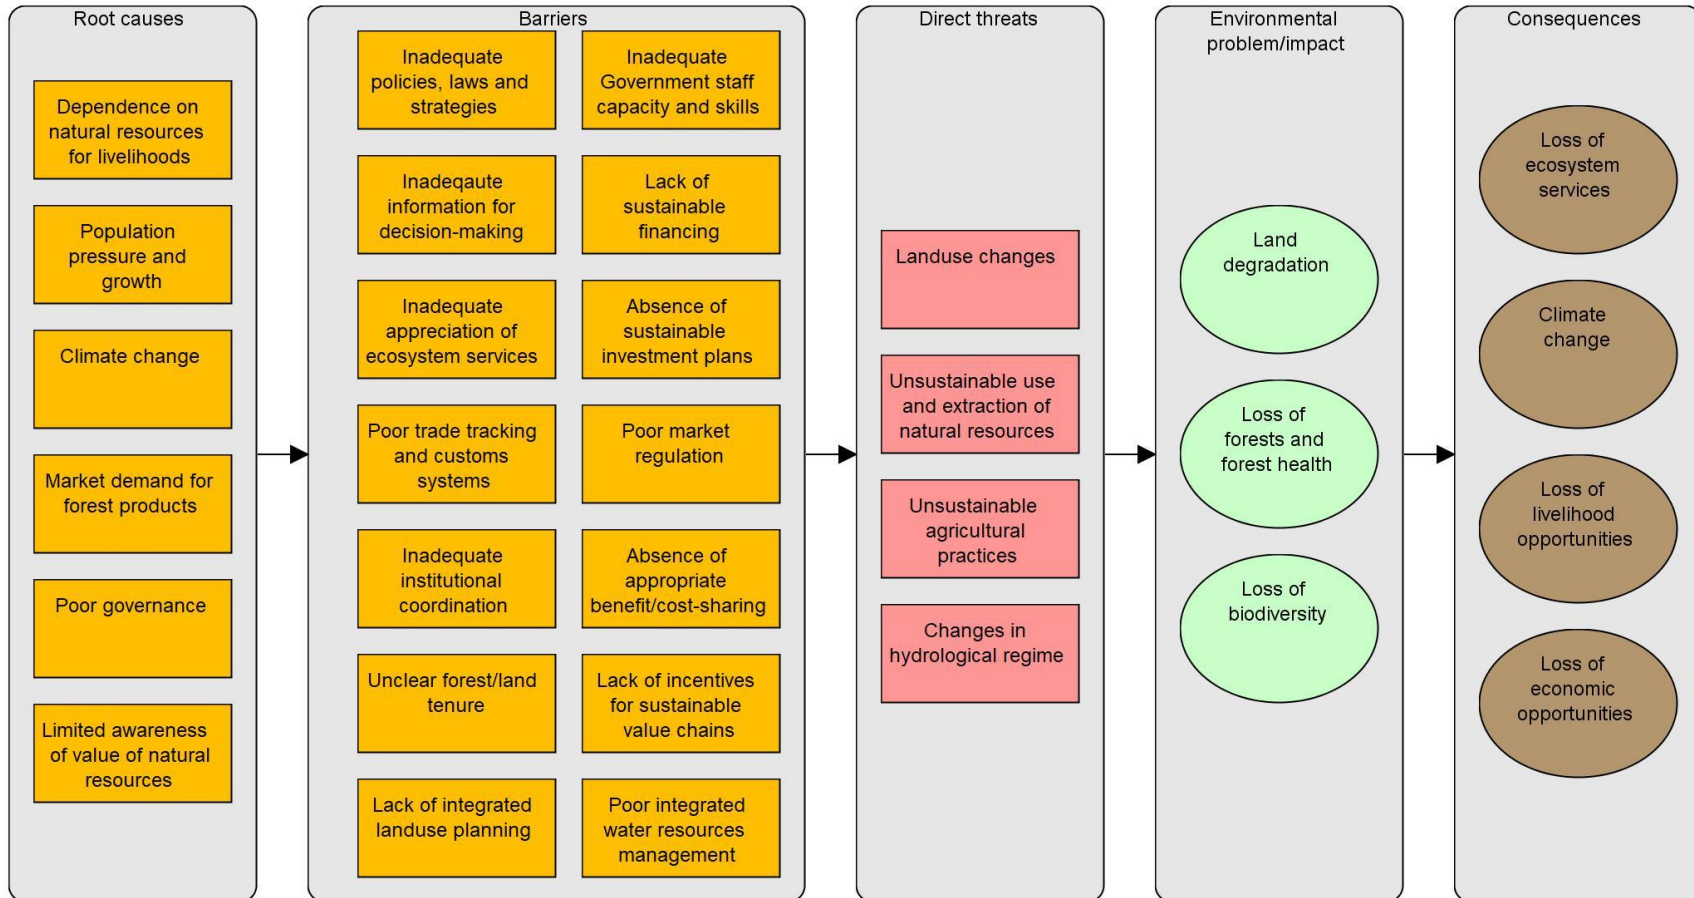 Root causes
Dependence on
natural resources
for livelihoods
Population
pressure and
growth
Climate change
Market demand for
forest products
Poor governance
Limited awareness
of value of natural
resources
Barriers
Inadequate
policies, laws and
strategies
Inadequate
Government staff
capacity and skills
Inadeqaute
information for
decision-making
Lack of
sustainable
financing
Inadequate
appreciation of
ecosystem services
Absence of
sustainable
investment plans
Poor trade tracking
and customs
systems
Poor market
regulation
Inadequate
institutional
coordination
Absence of
appropriate
benefit/cost-sharing
Unclear forest/land
tenure
Lack of incentives
for sustainable
value chains
Lack of integrated
landuse planning
Poor integrated
water resources
management
Direct threats
Landuse changes
Unsustainable use
and extraction of
natural resources
Unsustainable
agricultural
practices
Changes in
hydrological regime
Environmental
problem/impact
Land
degradation
Loss of
forests and
forest health
Loss of
biodiversity
Consequences
Loss of
ecosystem
services
Climate
change
Loss of
livelihood
opportunities
Loss of
economic
opportunities